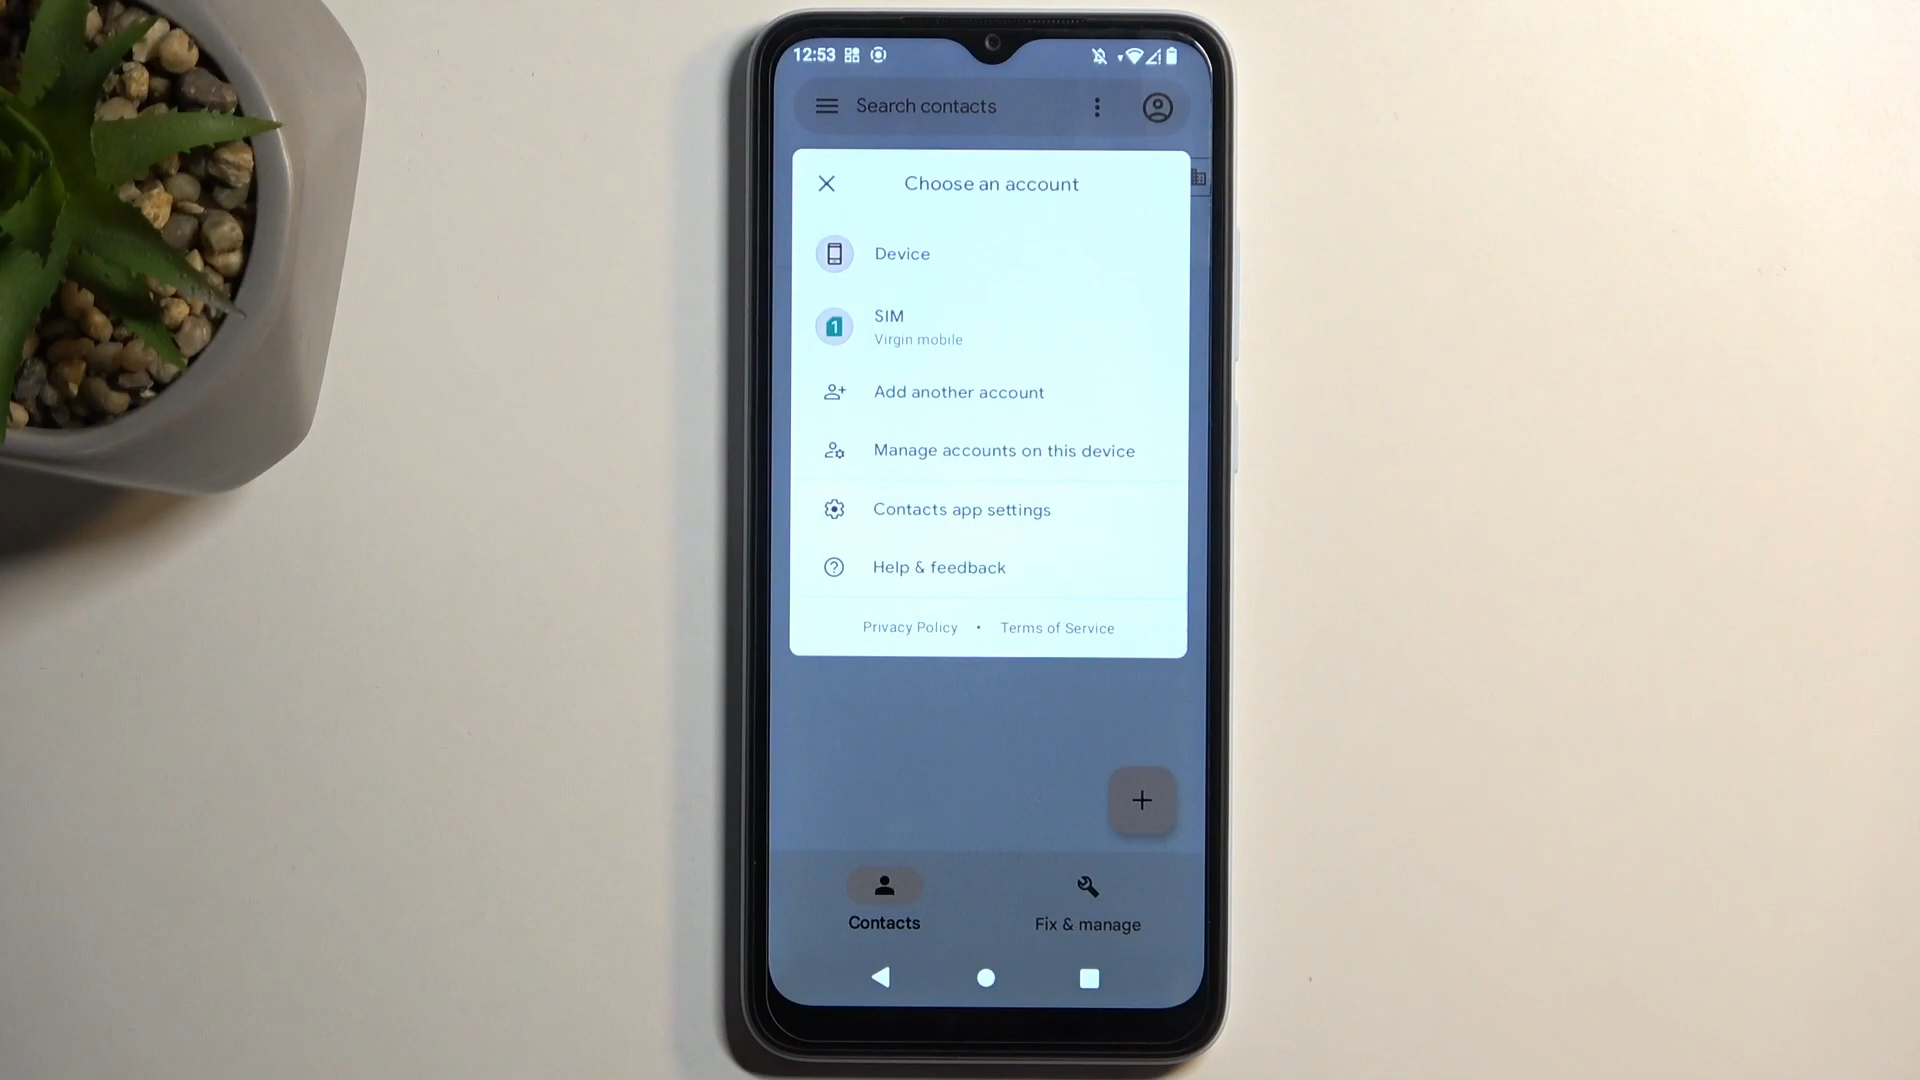 12:53
Search contacts
Choose an account
Device
1
SIM
Virgin mobile
Add another account
Manage accounts on this device
Contacts app settings
Help & feedback
Privacy Policy • Terms of Service
Contacts
Fix & manage